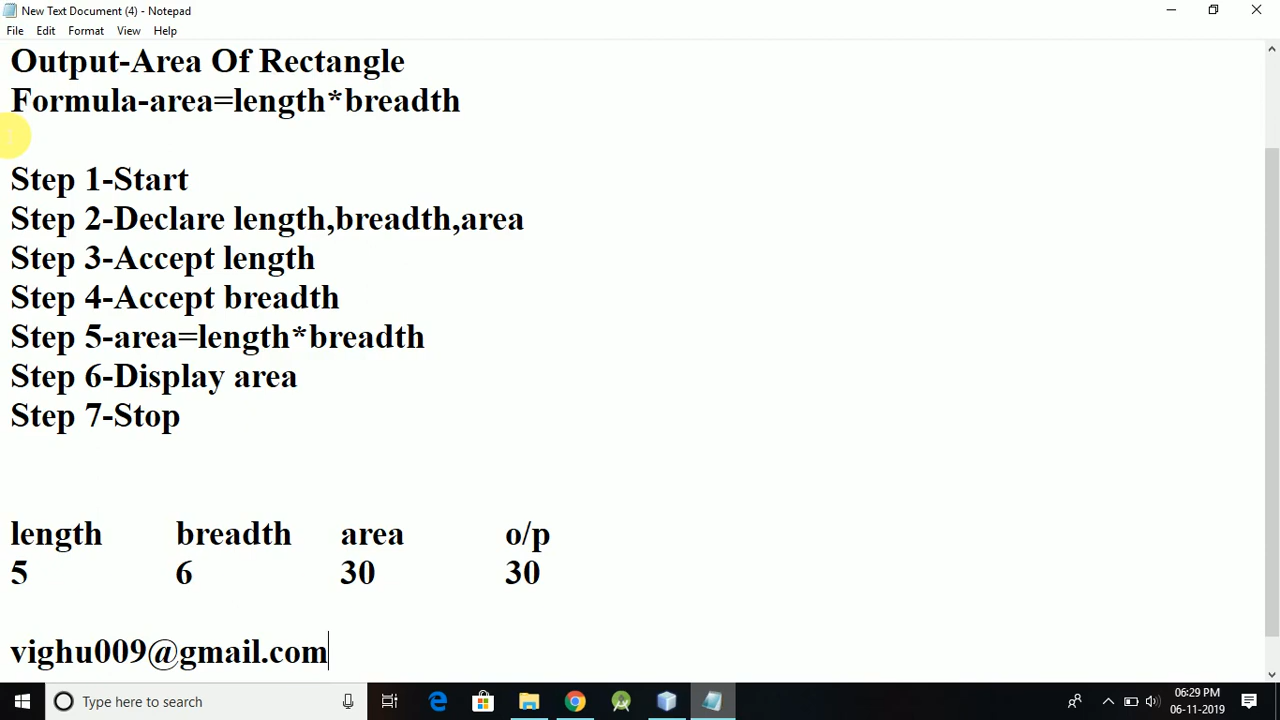 New Text Document (4) - Notepad
File Edit Format View Help
Output-Area Of Rectangle
Formula-area=length*breadth
Step 1-Start
Step 2-Declare length,breadth,area
Step 3-Accept length
Step 4-Accept breadth
Step 5-area=length*breadth
Step 6-Display area
Step 7-Stop
length breadth area o/p
5 6 30 30
vighu009@gmail.com
Type here to search
06:29 PM
06-11-2019